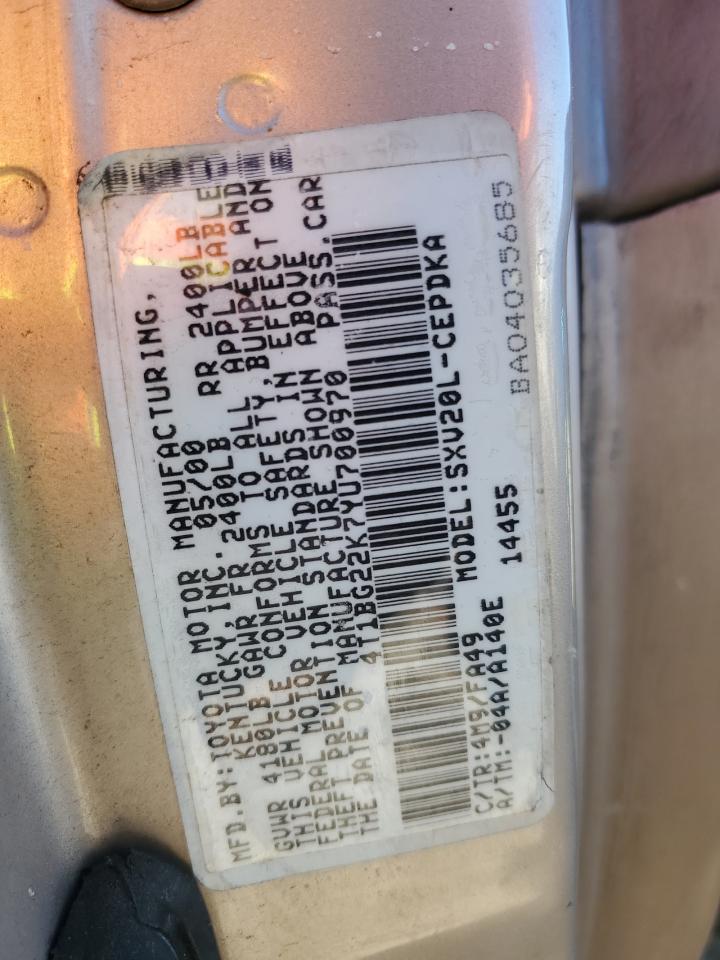 MFD. BY: TOYOTA MOTOR MANUFACTURING,
KENTUCKY, INC. 05/00
GVWR 4180LB GAWR FR 2400LB RR 2400LB
THIS VEHICLE CONFORMS TO ALL APPLICABLE
FEDERAL MOTOR VEHICLE SAFETY, BUMPER AND
THEFT PREVENTION STANDARDS IN EFFECT ON
THE DATE OF MANUFACTURE SHOWN ABOVE
4T1BG22K7YU700970 PASS. CAR
MODEL: SXV20L-CEPDKA
C/TR: 4M9/FA49
A/TM: -04A/A140E 14455
BA04035685